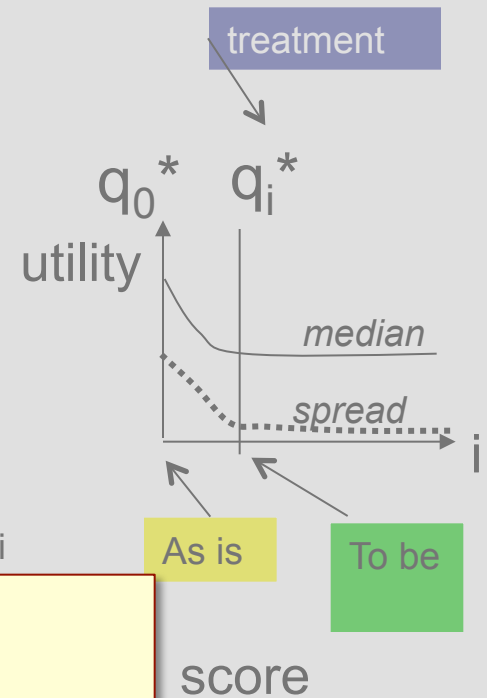 treatment
q0* qi*
utility
median
spread
i
i
As is
To be
score